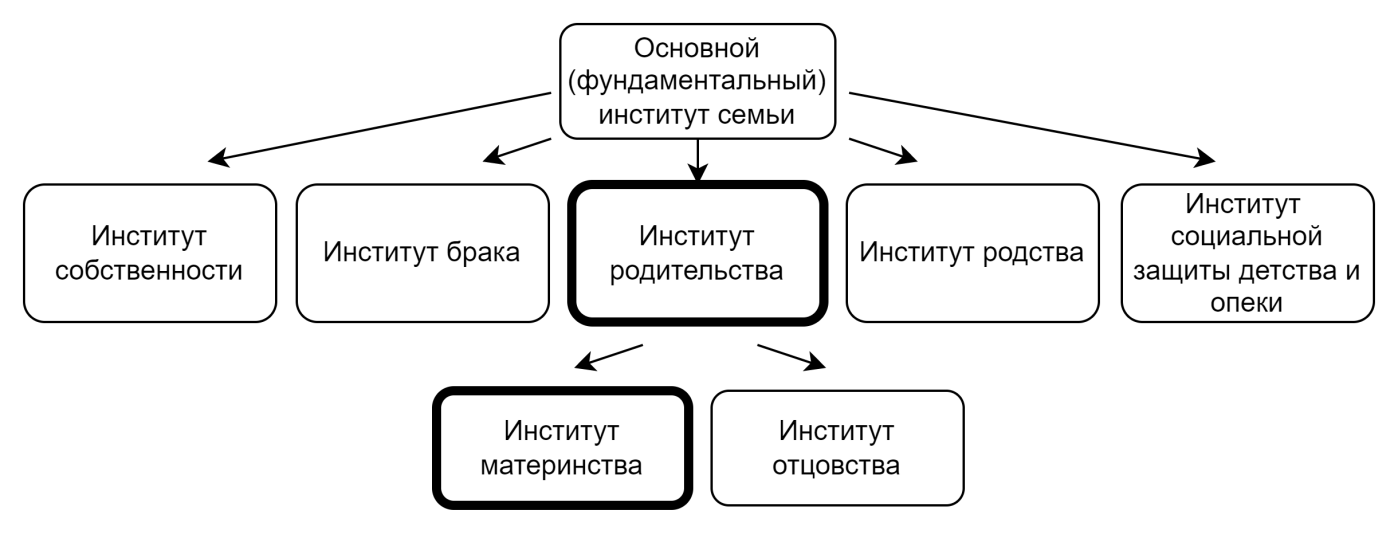 Основной
(фундаментальный)
институт семьи
Институт
собственности
Институт брака
Институт
родительства
Институт родства
Институт
социальной
защиты детства и
опеки
Институт
материнства
Институт
отцовства